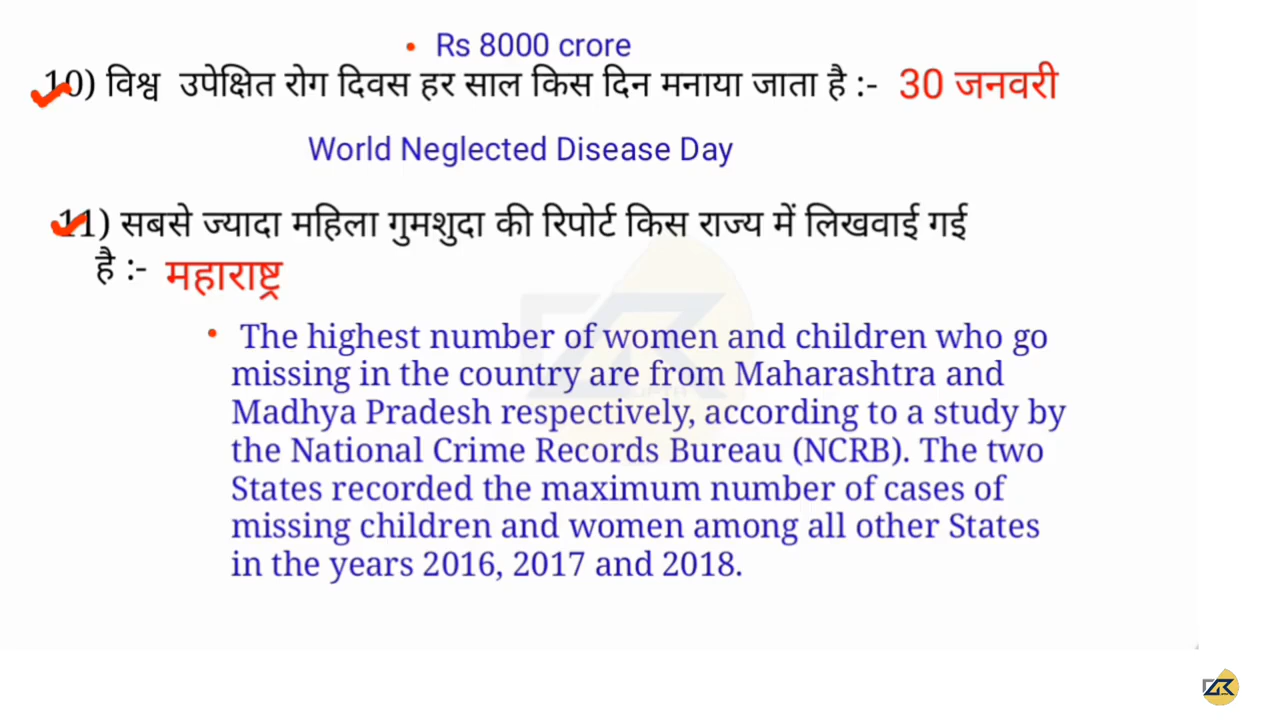 • Rs 8000 crore
10) विश्व उपेक्षित रोग दिवस हर साल किस दिन मनाया जाता है :- 30 जनवरी
World Neglected Disease Day
11) सबसे ज्यादा महिला गुमशुदा की रिपोर्ट किस राज्य में लिखवाई गई
है :- महाराष्ट्र
• The highest number of women and children who go
missing in the country are from Maharashtra and
Madhya Pradesh respectively, according to a study by
the National Crime Records Bureau (NCRB). The two
States recorded the maximum number of cases of
missing children and women among all other States
in the years 2016, 2017 and 2018.